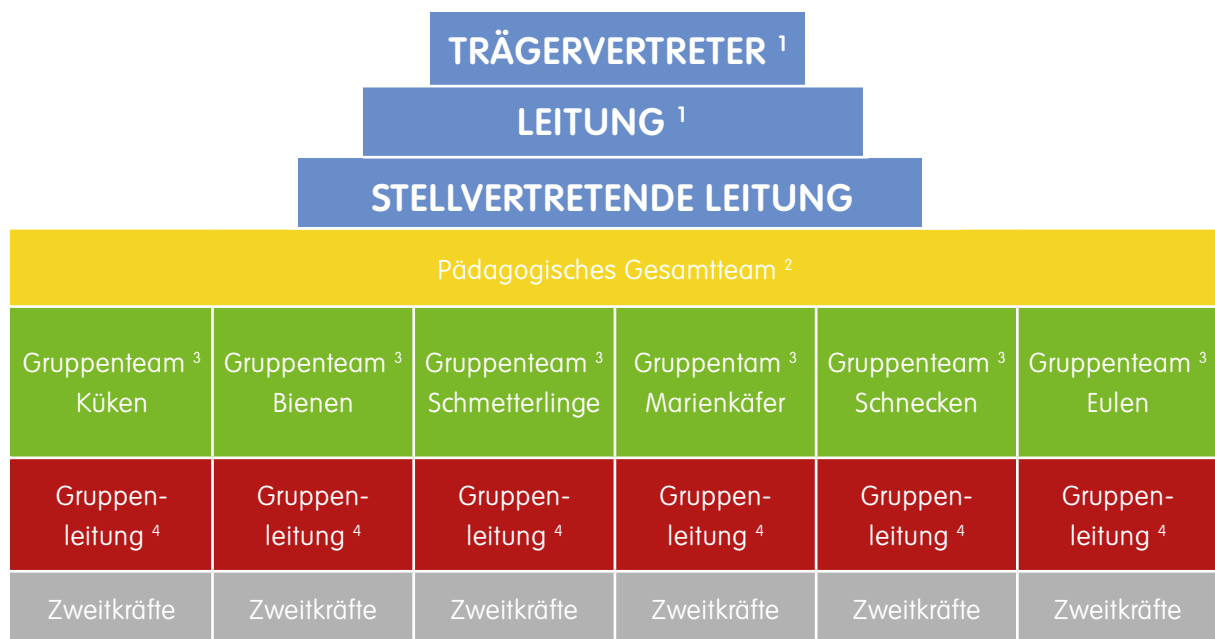 TRÄGERVERTRETER ¹
LEITUNG ¹
STELLVERTRETENDE LEITUNG
Pädagogisches Gesamtteam ²
Gruppenteam ³
Küken
Gruppenteam ³
Bienen
Gruppenteam ³
Schmetterlinge
Gruppentam ³
Marienkäfer
Gruppenteam ³
Schnecken
Gruppenteam ³
Eulen
Gruppen-
leitung ⁴
Gruppen-
leitung ⁴
Gruppen-
leitung ⁴
Gruppen-
leitung ⁴
Gruppen-
leitung ⁴
Gruppen-
leitung ⁴
Zweitkräfte
Zweitkräfte
Zweitkräfte
Zweitkräfte
Zweitkräfte
Zweitkräfte